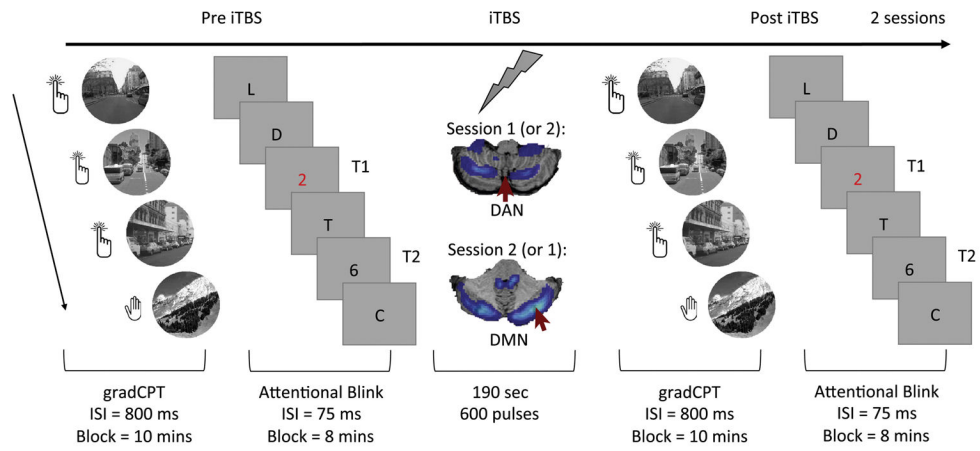 Pre iTBS
iTBS
Post iTBS
2 sessions
L
D
2
T1
T
6
T2
C
Session 1 (or 2):
DAN
Session 2 (or 1):
DMN
L
D
2
T1
T
6
T2
C
gradCPT
ISI = 800 ms
Block = 10 mins
Attentional Blink
ISI = 75 ms
Block = 8 mins
190 sec
600 pulses
gradCPT
ISI = 800 ms
Block = 10 mins
Attentional Blink
ISI = 75 ms
Block = 8 mins